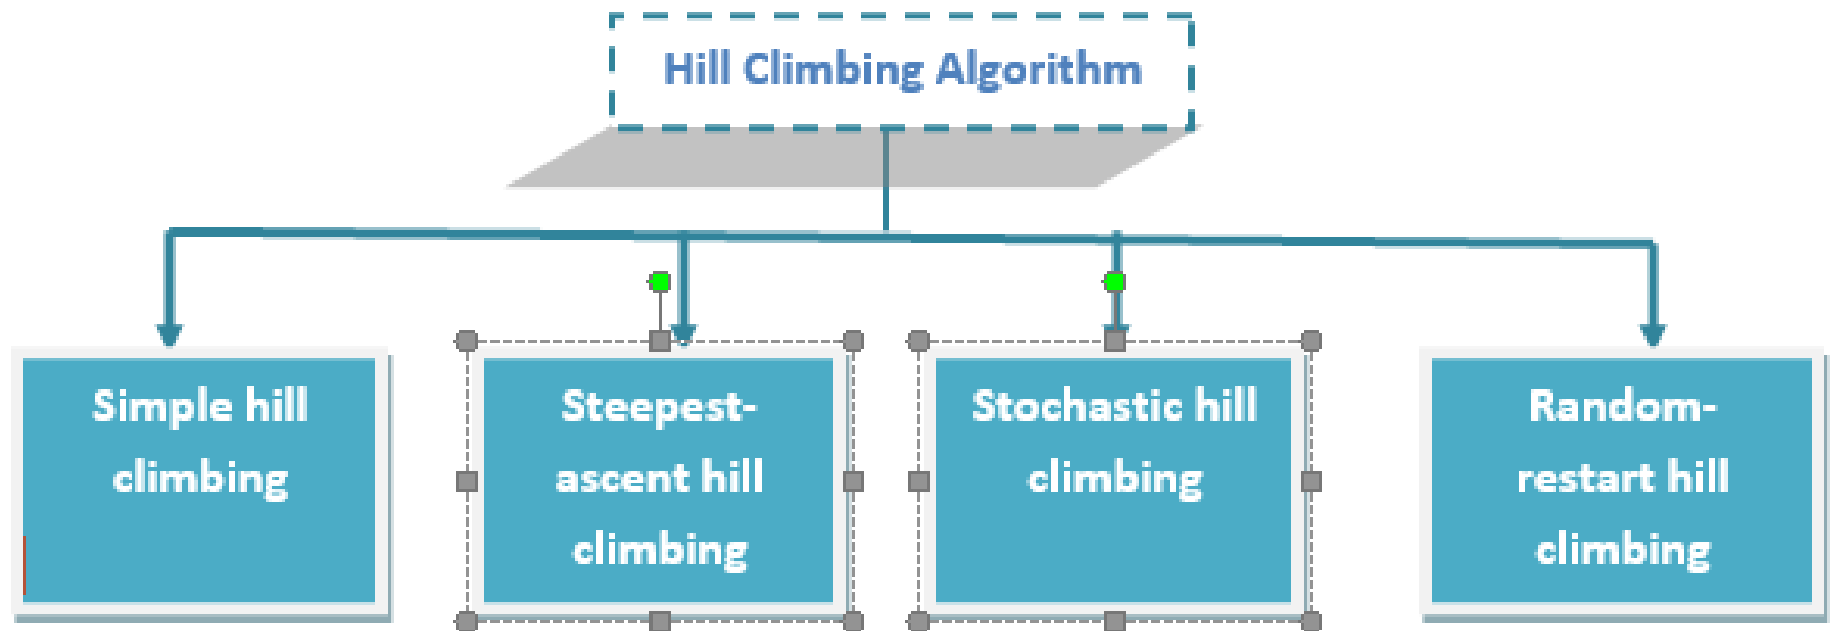 Hill Climbing Algorithm
Simple hill
climbing
Steepest-
ascent hill
climbing
Stochastic hill
climbing
Random-
restart hill
climbing